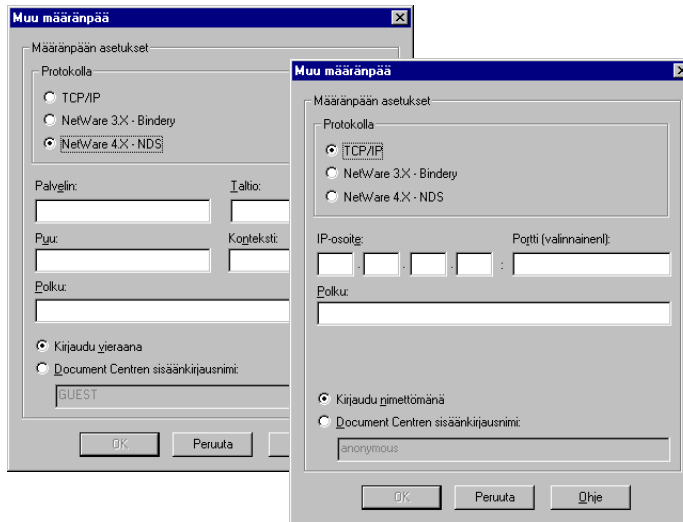 Muu määränpää
Määränpään asetukset
Protokolla
TCP/IP
NetWare 3.X - Bindery
NetWare 4.X - NDS
Palvelin: Taltio:
Pyu: Konteksti:
Polku:
Kirjaudu vieraana
Document Centren sisäänkirjausnimi:
GUEST
OK Peruuta
Muu määränpää
Määränpään asetukset
Protokolla
TCP/IP
NetWare 3.X - Bindery
NetWare 4.X - NDS
IP-osoite: Portti (valinnainenl):
. . . :
Polku:
Kirjaudu nimettömänä
Document Centren sisäänkirjausnimi:
anonymous
OK Peruuta Ohje